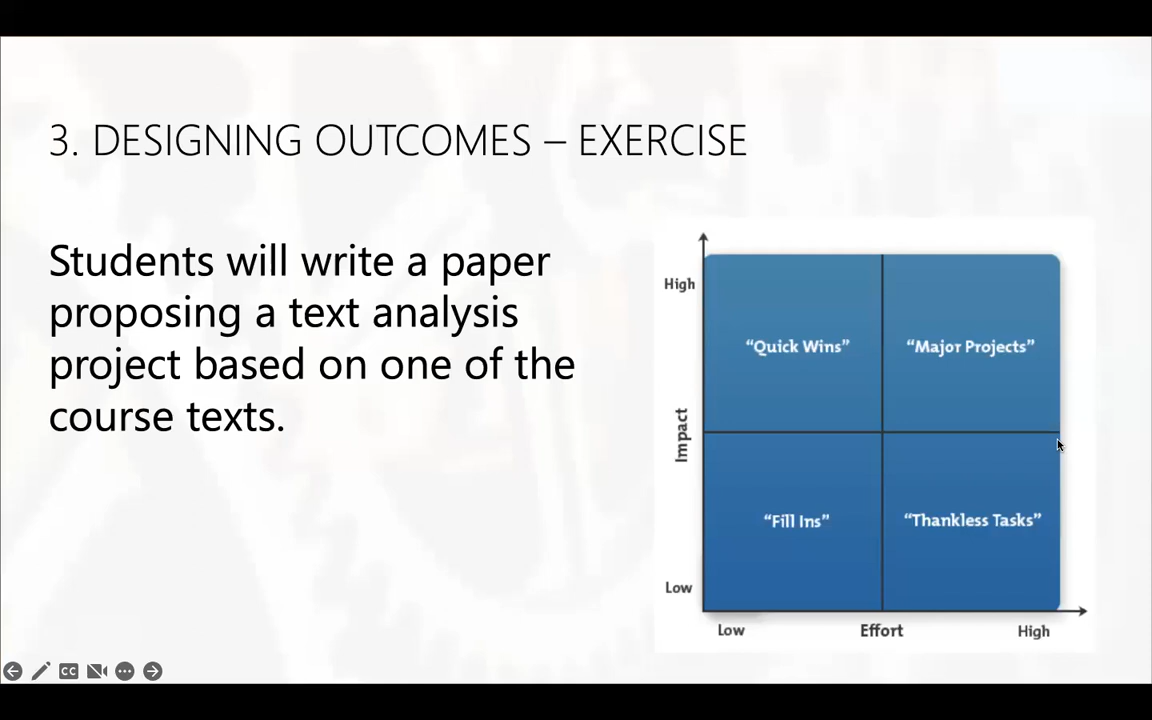 3. DESIGNING OUTCOMES – EXERCISE
Students will write a paper
proposing a text analysis
project based on one of the
course texts.
High
“Quick Wins”
“Major Projects”
Impact
“Fill Ins”
“Thankless Tasks”
Low
Low
Effort
High
CC